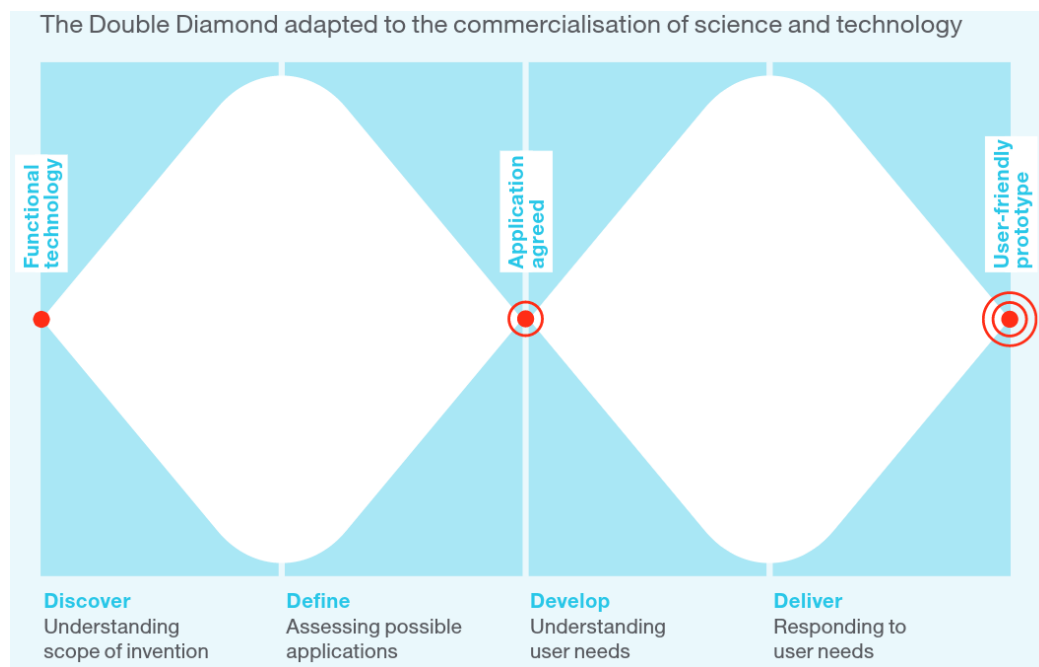 The Double Diamond adapted to the commercialisation of science and technology
Functional
technology
Application
agreed
User-friendly
prototype
Discover
Understanding
scope of invention
Define
Assessing possible
applications
Develop
Understanding
user needs
Deliver
Responding to
user needs